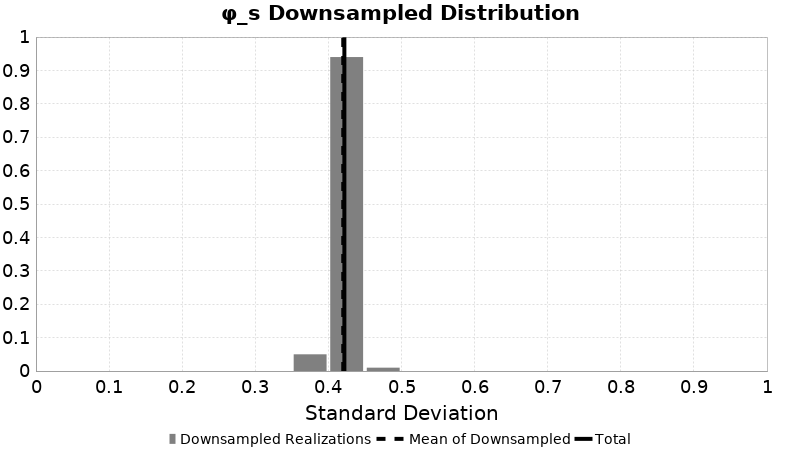 φ_s Downsampled Distribution
1
0.9
0.8
0.7
0.6
0.5
0.4
0.3
0.2
0.1
0
0 0.1 0.2 0.3 0.4 0.5 0.6 0.7 0.8 0.9 1
Standard Deviation
Downsampled Realizations Mean of Downsampled Total